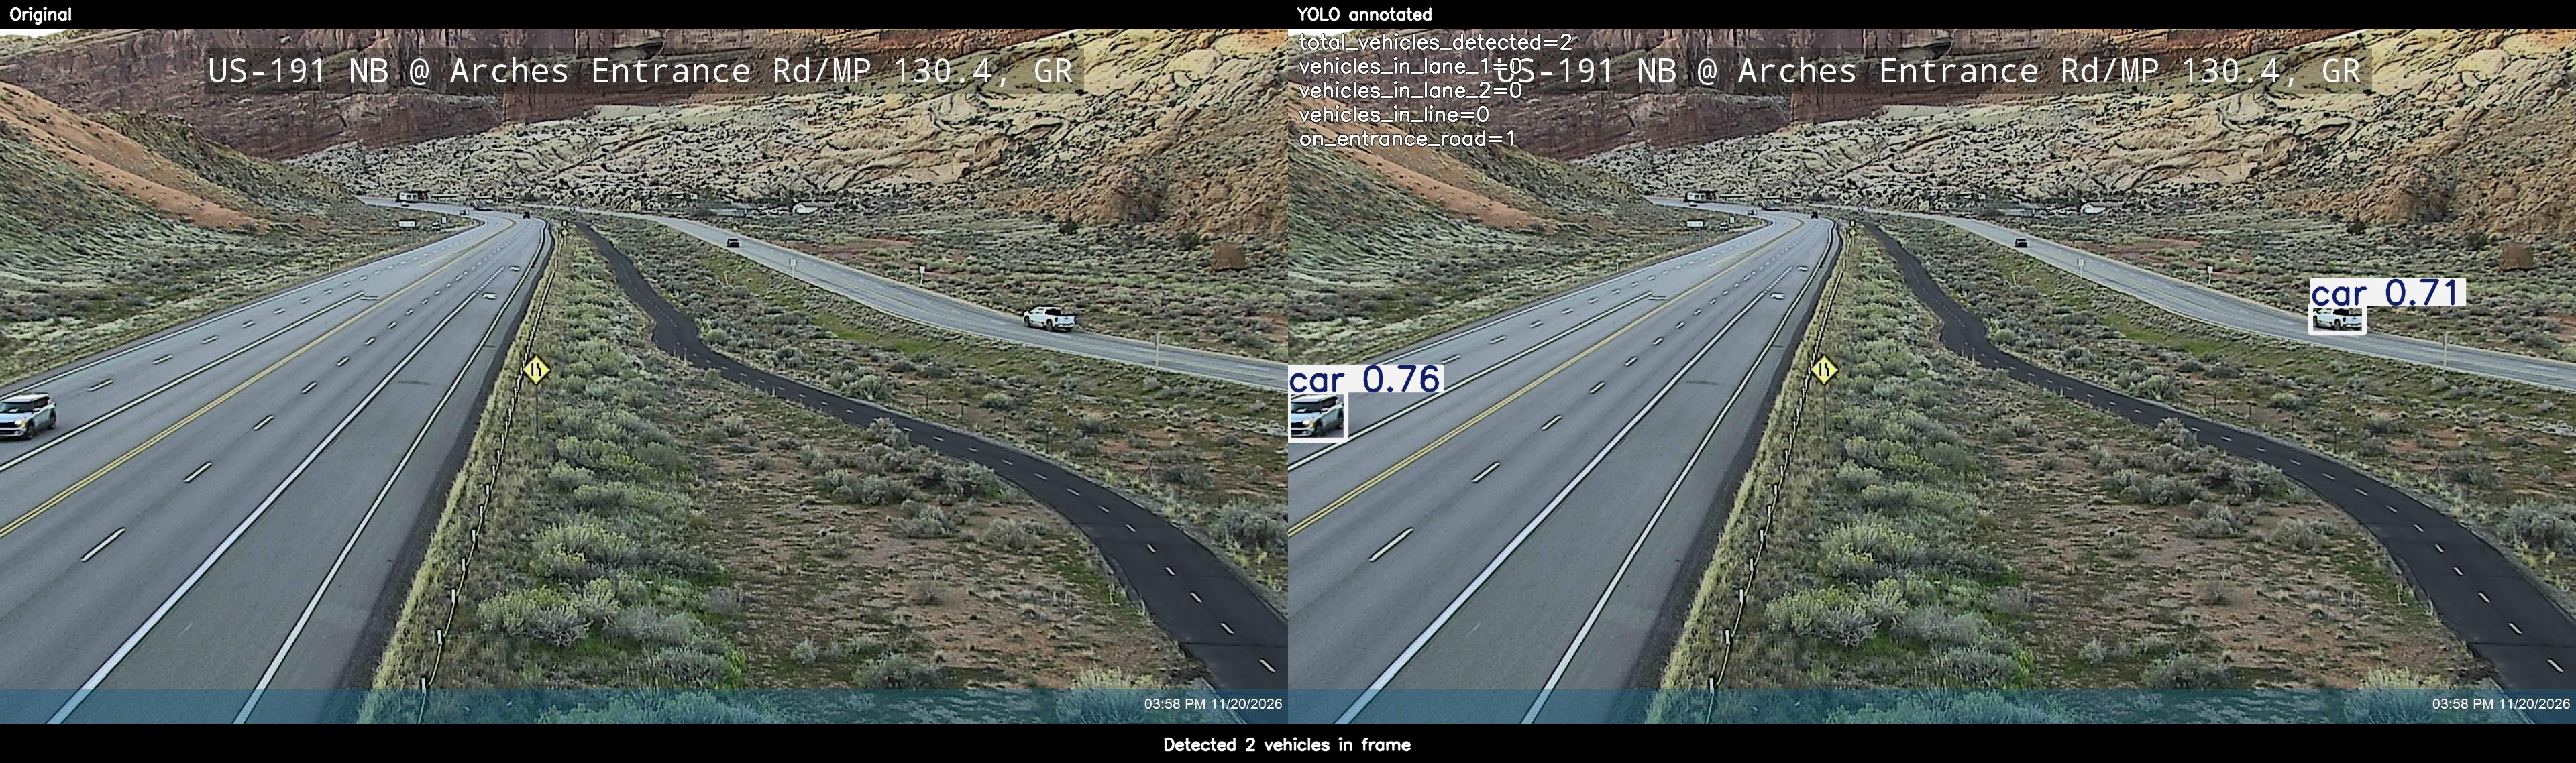 Original
US-191 NB @ Arches Entrance Rd/MP 130.4, GR
03:58 PM 11/20/2026
YOLO annotated
total_vehicles_detected=2
vehicles_in_lane_1=0
US-191 NB @ Arches Entrance Rd/MP 130.4, GR
vehicles_in_lane_2=0
vehicles_in_line=0
on_entrance_road=1
car 0.71
car 0.76
03:58 PM 11/20/2026
Detected 2 vehicles in frame